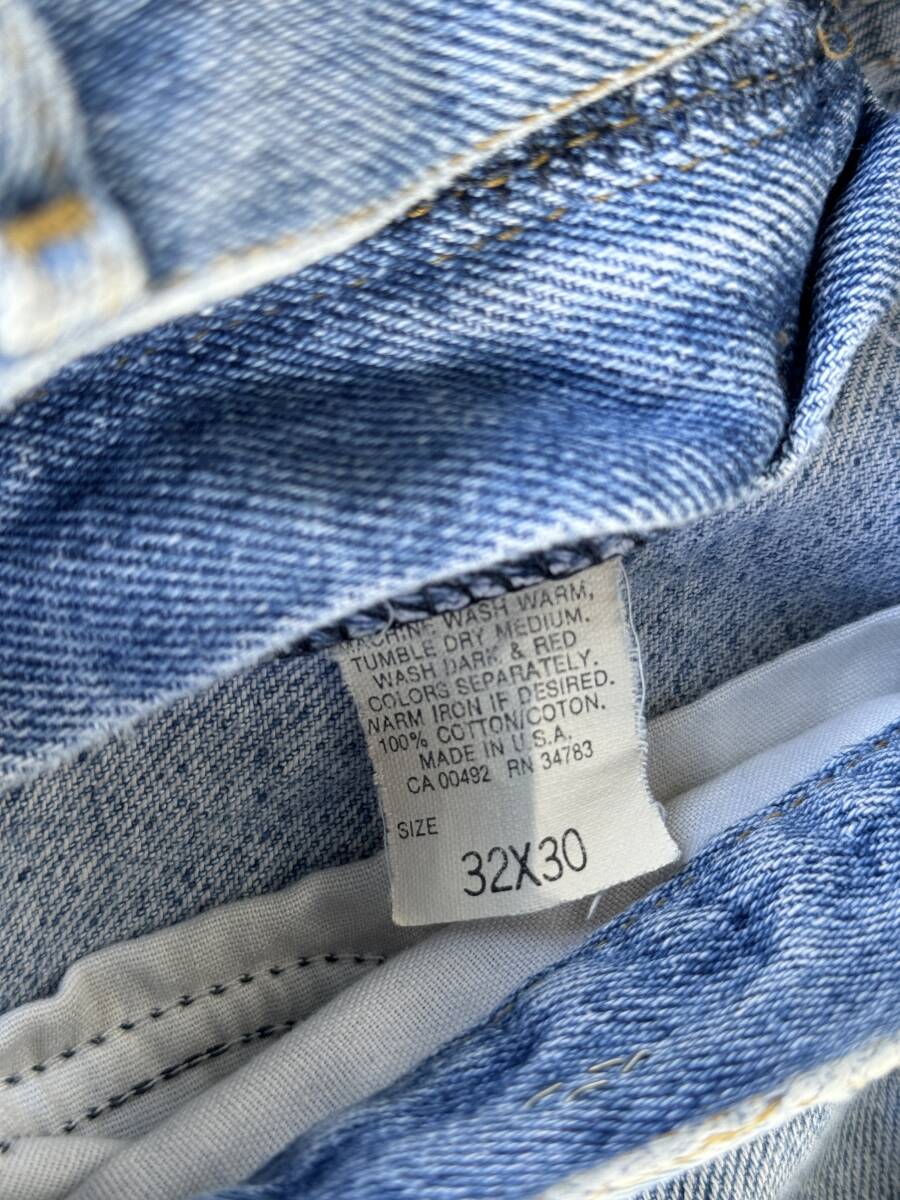 MACHINE WASH WARM,
TUMBLE DRY MEDIUM.
WASH DARK & RED
COLORS SEPARATELY.
WARM IRON IF DESIRED.
100% COTTON/COTON.
MADE IN U.S.A.
CA 00492 RN 34783
SIZE
32X30